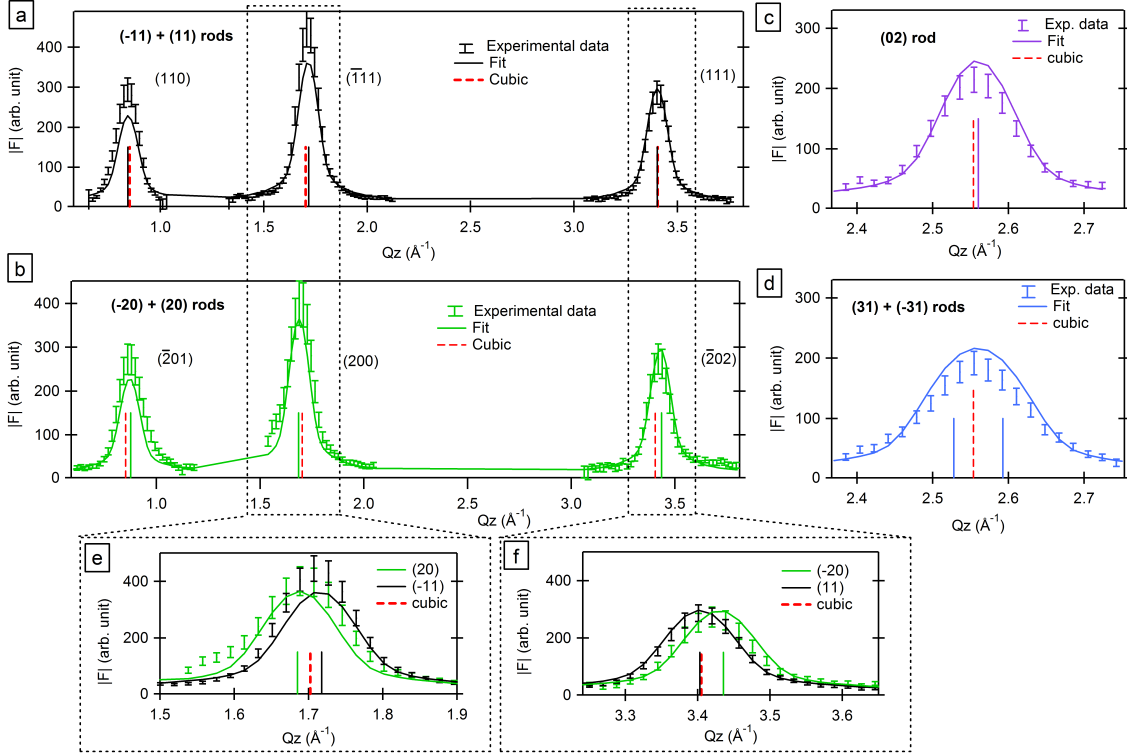 a
(-11) + (11) rods
Experimental data
Fit
Cubic
(110)
(1̅11)
(111)
|F| (arb. unit)
400
300
200
100
0
1.0
1.5
2.0
2.5
3.0
3.5
Qz (Å⁻¹)
b
(-20) + (20) rods
Experimental data
Fit
Cubic
(2̅01)
(200)
(2̅02)
|F| (arb. unit)
400
300
200
100
0
1.0
1.5
2.0
2.5
3.0
3.5
Qz (Å⁻¹)
c
(02) rod
Exp. data
Fit
cubic
|F| (arb. unit)
300
200
100
0
2.4
2.5
2.6
2.7
Qz (Å⁻¹)
d
(31) + (-31) rods
Exp. data
Fit
cubic
|F| (arb. unit)
300
200
100
0
2.4
2.5
2.6
2.7
Qz (Å⁻¹)
e
(20)
(-11)
cubic
|F| (arb. unit)
400
200
0
1.5
1.6
1.7
1.8
1.9
Qz (Å⁻¹)
f
(-20)
(11)
cubic
|F| (arb. unit)
400
200
0
3.3
3.4
3.5
3.6
Qz (Å⁻¹)